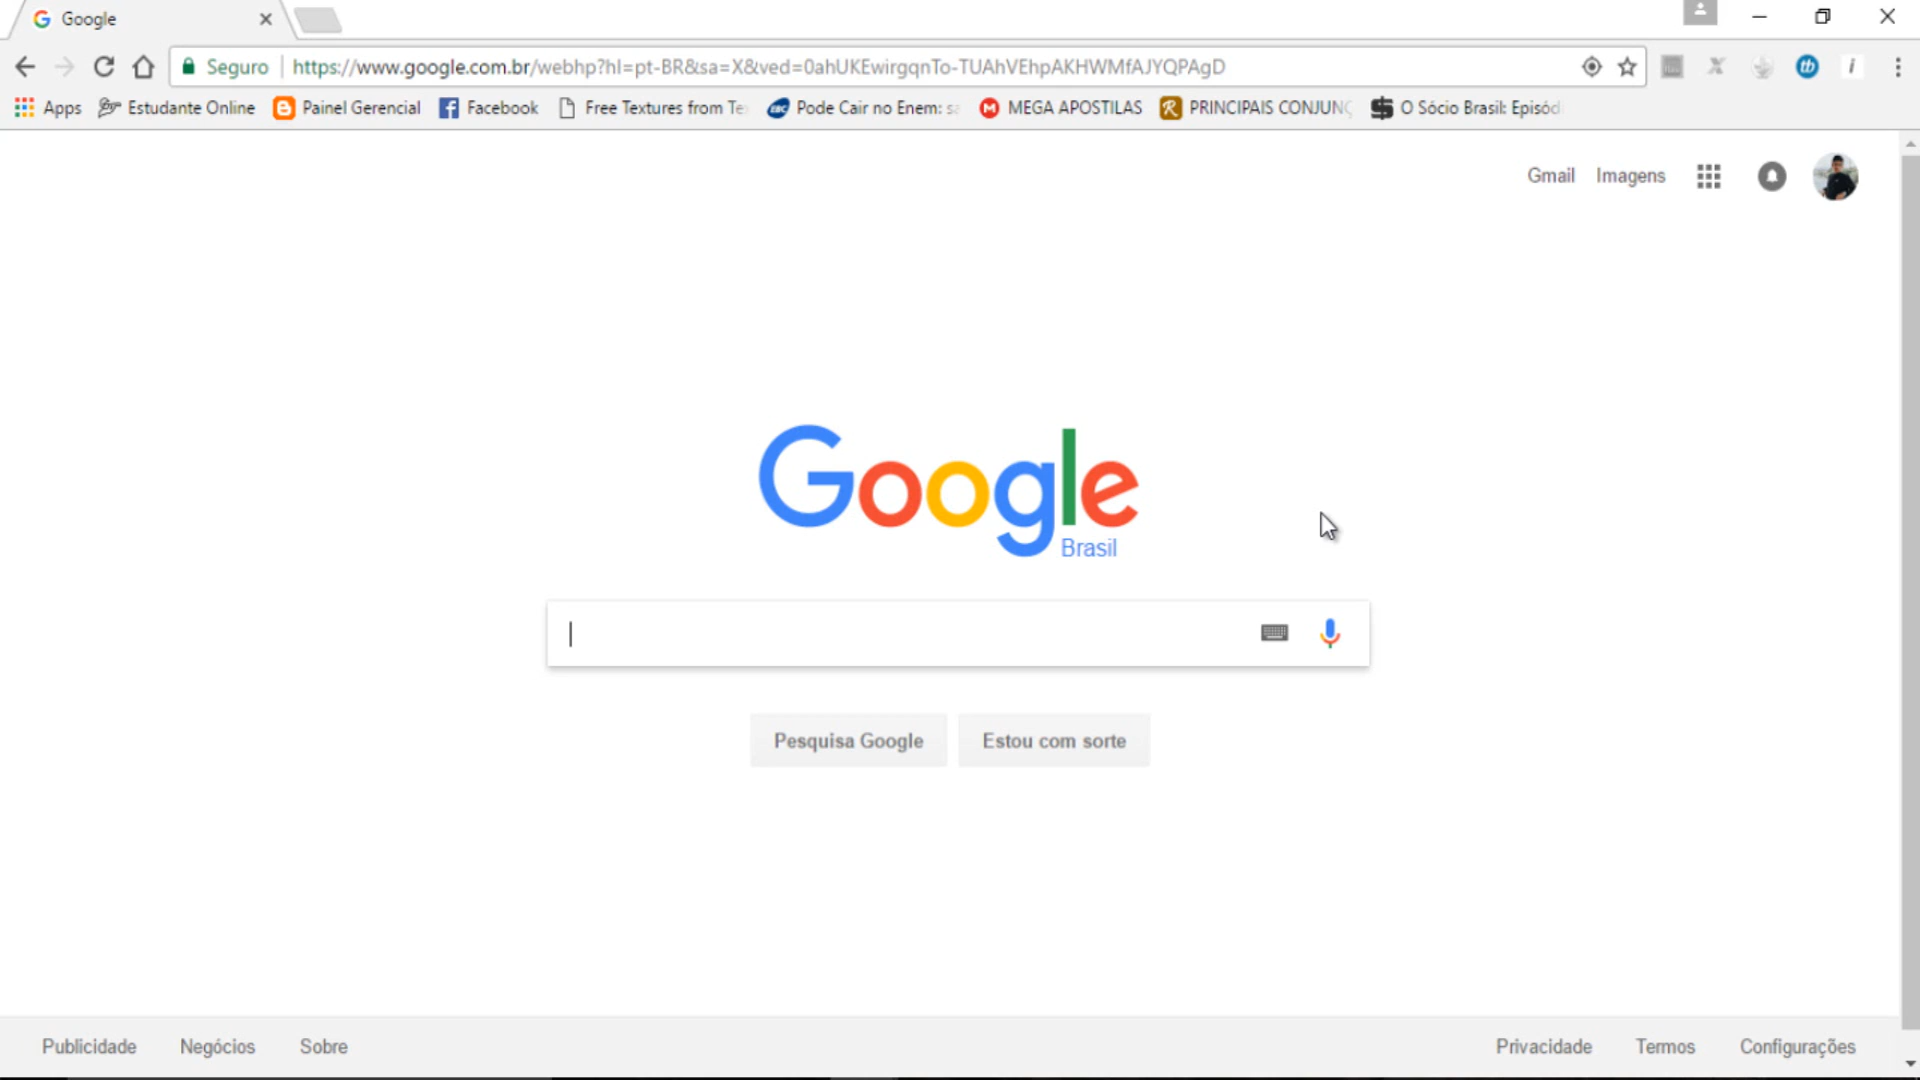 Google
Seguro https://www.google.com.br/webhp?hl=pt-BR&sa=X&ved=0ahUKEwirgqnTo-TUAhVEhpAKHWMfAJYQPAgD
Apps Estudante Online Painel Gerencial Facebook Free Textures from Te Pode Cair no Enem: sa MEGA APOSTILAS PRINCIPAIS CONJUNÇ O Sócio Brasil: Episód
Gmail Imagens
Google
Brasil
Pesquisa Google Estou com sorte
Publicidade Negócios Sobre Privacidade Termos Configurações